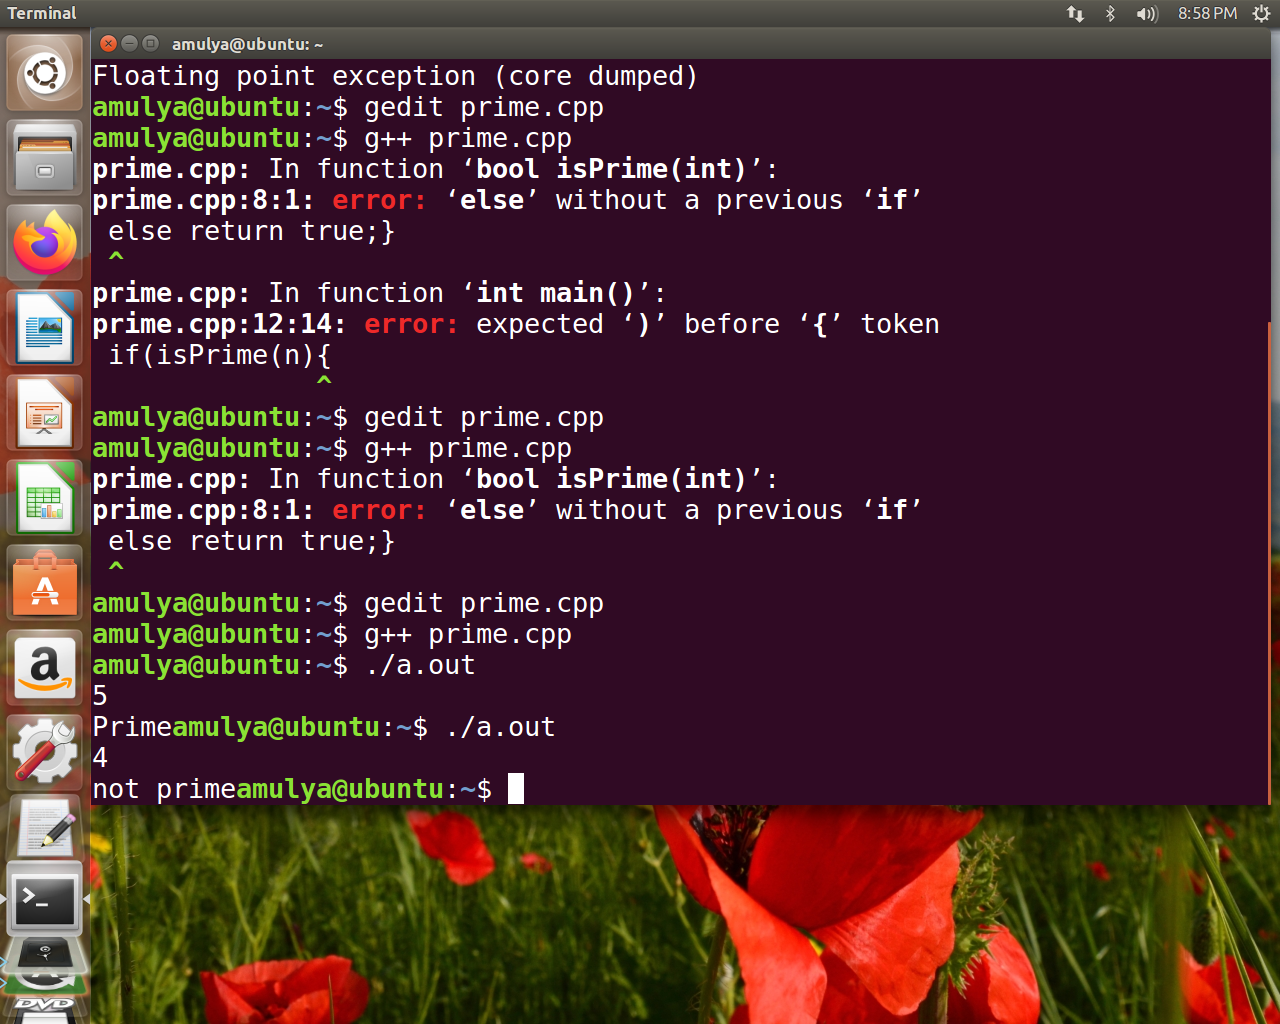 Terminal
8:58 PM
amulya@ubuntu: ~
Floating point exception (core dumped)
amulya@ubuntu:~$ gedit prime.cpp
amulya@ubuntu:~$ g++ prime.cpp
prime.cpp: In function ‘bool isPrime(int)’:
prime.cpp:8:1: error: ‘else’ without a previous ‘if’
 else return true;}
 ^
prime.cpp: In function ‘int main()’:
prime.cpp:12:14: error: expected ‘)’ before ‘{’ token
 if(isPrime(n){
              ^
amulya@ubuntu:~$ gedit prime.cpp
amulya@ubuntu:~$ g++ prime.cpp
prime.cpp: In function ‘bool isPrime(int)’:
prime.cpp:8:1: error: ‘else’ without a previous ‘if’
 else return true;}
 ^
amulya@ubuntu:~$ gedit prime.cpp
amulya@ubuntu:~$ g++ prime.cpp
amulya@ubuntu:~$ ./a.out
5
Primeamulya@ubuntu:~$ ./a.out
4
not primeamulya@ubuntu:~$
DVD